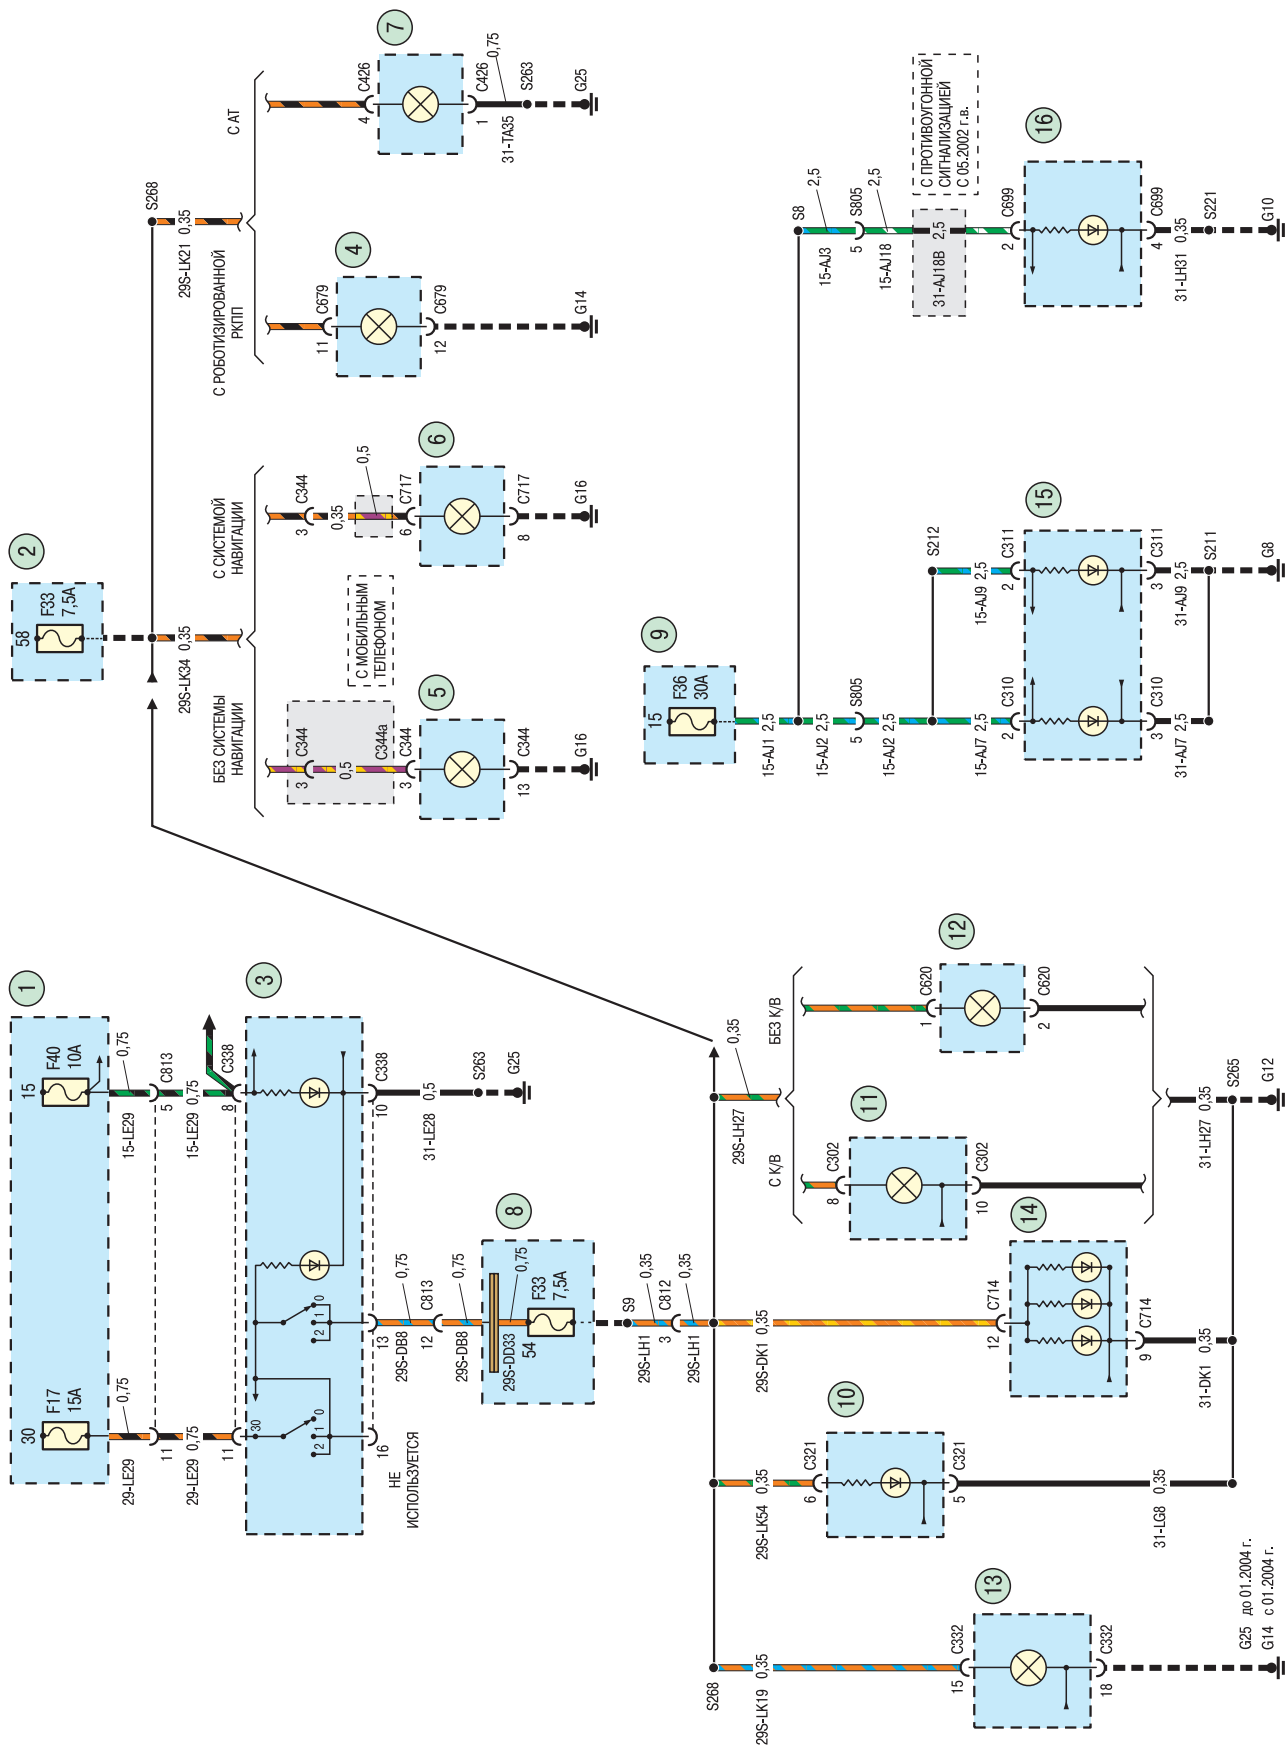 1
30
F17
15A
15
F40
10A
29-LE29
0,75
15-LE29
0,75
11
5
C813
29-LE29 0,75
15-LE29 0,75
11
8
C338
3
30
2
1
0
2
1
0
16
13
10
C338
НЕ
ИСПОЛЬЗУЕТСЯ
29S-DB8
0,75
12
C813
29S-DB8
0,75
31-LE28 0,5
S263
G25
8
29S-DD33
0,75
54
F33
7,5A
S9
29S-LH1
0,35
3
C812
29S-LH1
0,35
2
58
F33
7,5A
29S-LK34 0,35
S268
29S-LK21 0,35
БЕЗ СИСТЕМЫ
НАВИГАЦИИ
С СИСТЕМОЙ
НАВИГАЦИИ
С РОБОТИЗИРОВАННОЙ
РКПП
С АТ
3
C344
0,5
C344a
3
C344
5
13
C344
G16
С МОБИЛЬНЫМ
ТЕЛЕФОНОМ
3
C344
0,35
0,5
6
C717
6
8
C717
G16
11
C679
4
12
C679
G14
4
C426
7
1
C426
31-TA35
0,75
S263
G25
S268
29S-LK19 0,35
15
C332
13
18
C332
G25 до 01.2004 г.
G14 с 01.2004 г.
29S-LK54 0,35
6
C321
10
5
C321
31-LG8 0,35
29S-DK1 0,35
12
C714
14
9
C714
31-DK1 0,35
29S-LH27
0,35
С К/В
БЕЗ К/В
8
C302
11
10
C302
1
C620
12
2
C620
31-LH27 0,35
S265
G12
9
15
F36
30A
15-AJ1 2,5
15-AJ2 2,5
5
S805
15-AJ2 2,5
S212
15-AJ7 2,5
15-AJ9 2,5
2
C310
2
C311
15
3
C310
3
C311
31-AJ7 2,5
31-AJ9 2,5
S211
G8
S8
15-AJ3
2,5
5
S805
15-AJ18
2,5
31-AJ18B 2,5
С ПРОТИВОУГОННОЙ
СИГНАЛИЗАЦИЕЙ
С 05.2002 г.в.
2
C699
16
4
C699
31-LH31 0,35
S221
G10